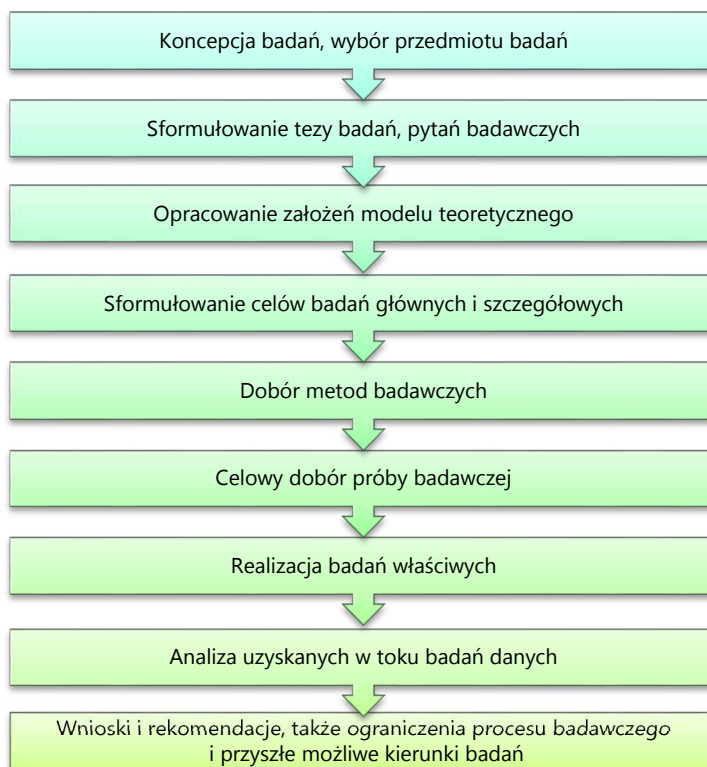 Koncepcja badań, wybór przedmiotu badań
Sformułowanie tezy badań, pytań badawczych
Opracowanie założeń modelu teoretycznego
Sformułowanie celów badań głównych i szczegółowych
Dobór metod badawczych
Celowy dobór próby badawczej
Realizacja badań właściwych
Analiza uzyskanych w toku badań danych
Wnioski i rekomendacje, także ograniczenia procesu badawczego
i przyszłe możliwe kierunki badań